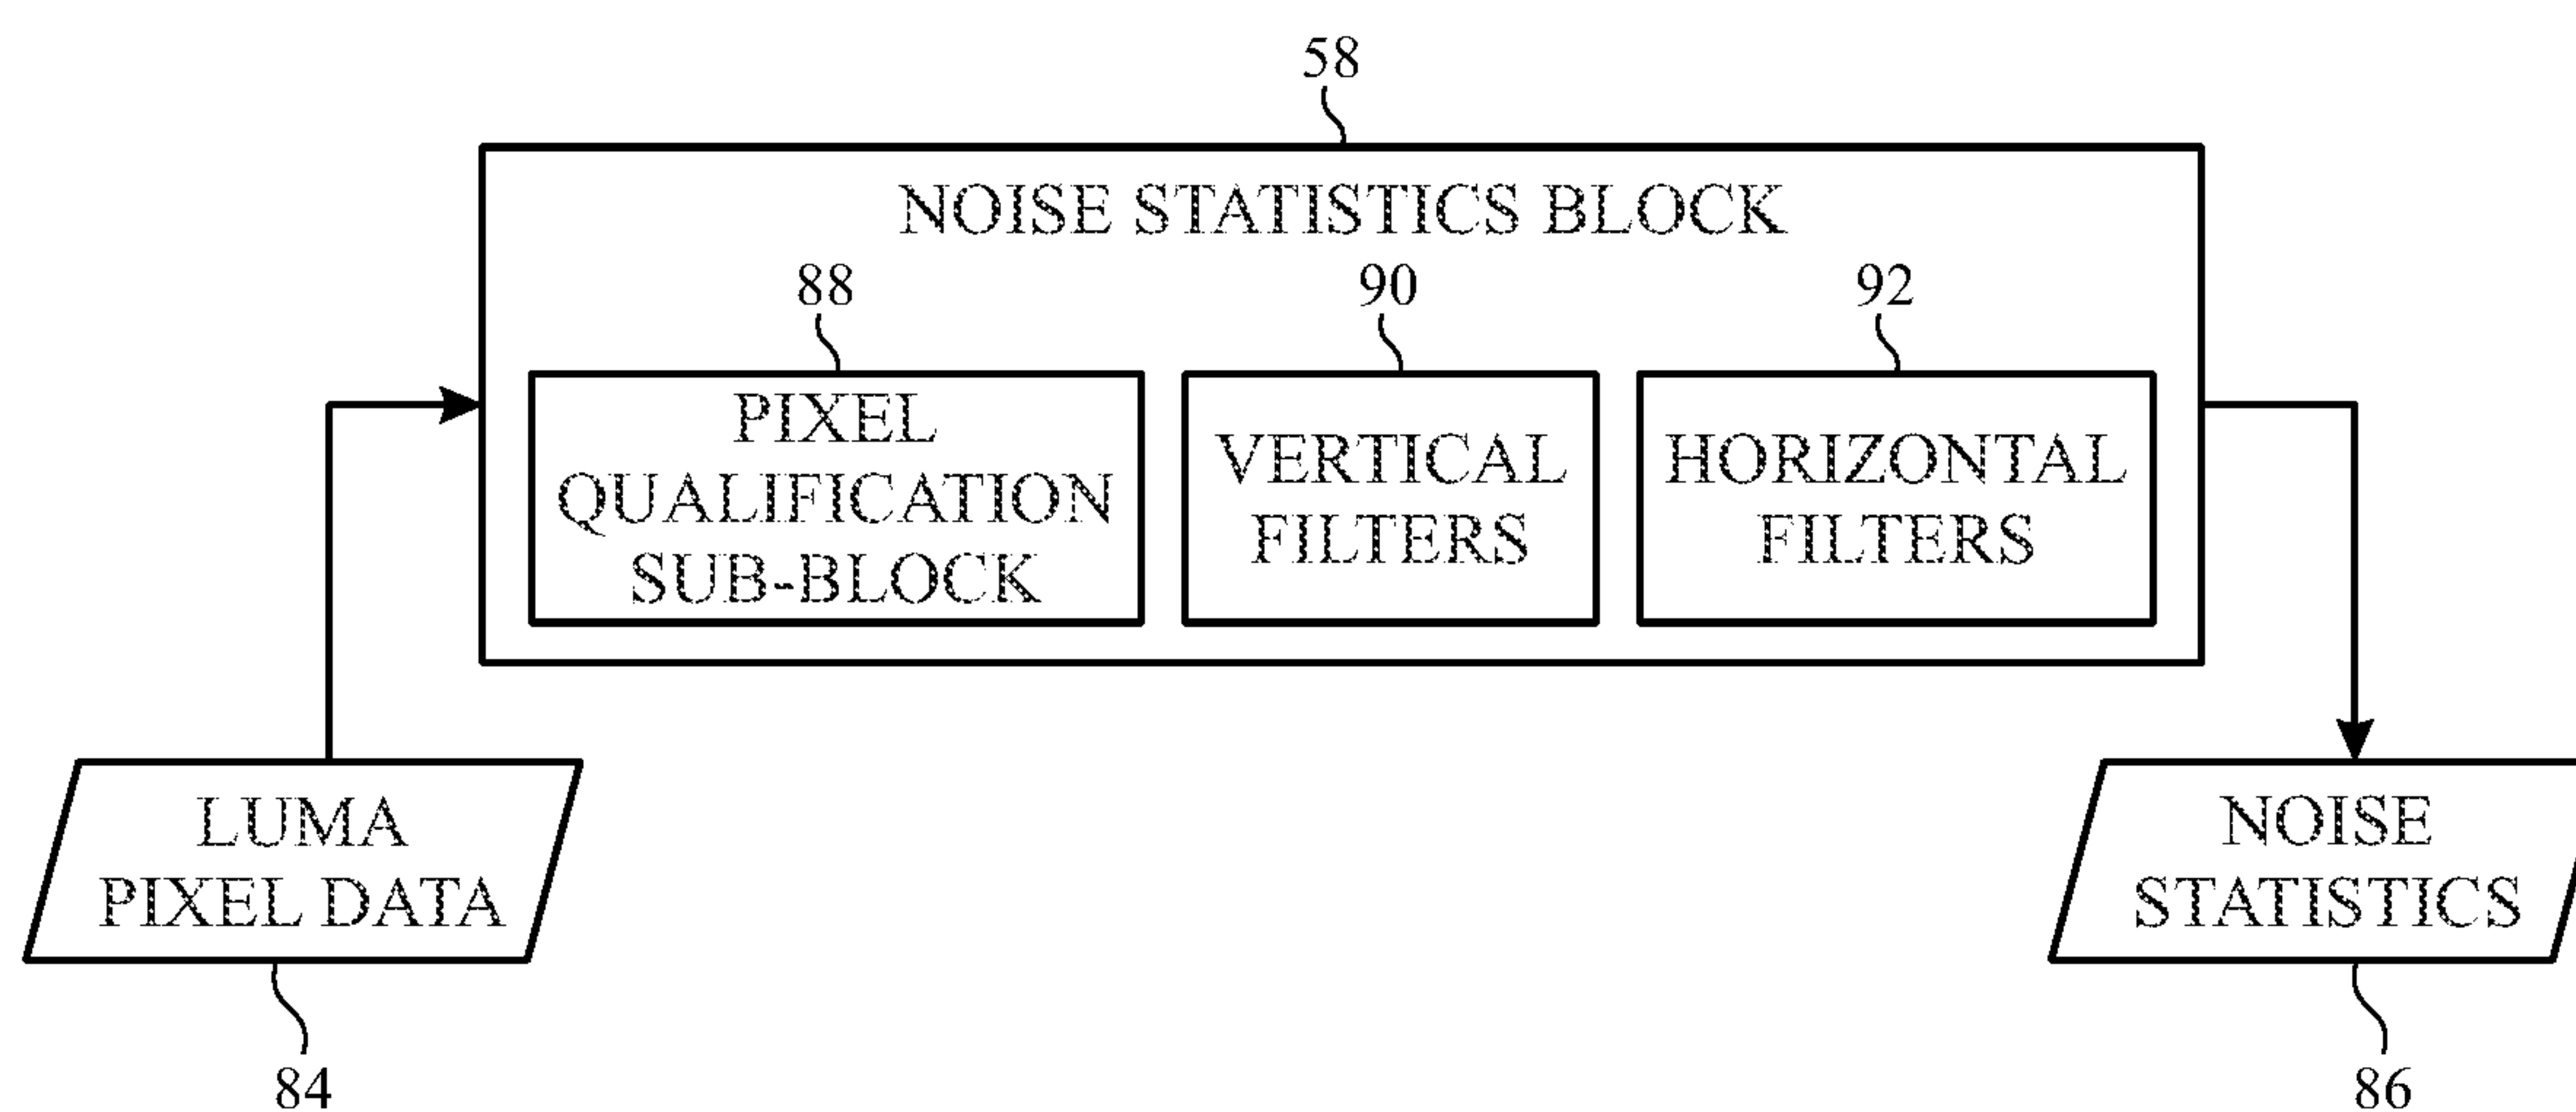 58
NOISE STATISTICS BLOCK
88
90
92
PIXEL
QUALIFICATION
SUB-BLOCK
VERTICAL
FILTERS
HORIZONTAL
FILTERS
LUMA
PIXEL DATA
NOISE
STATISTICS
84
86